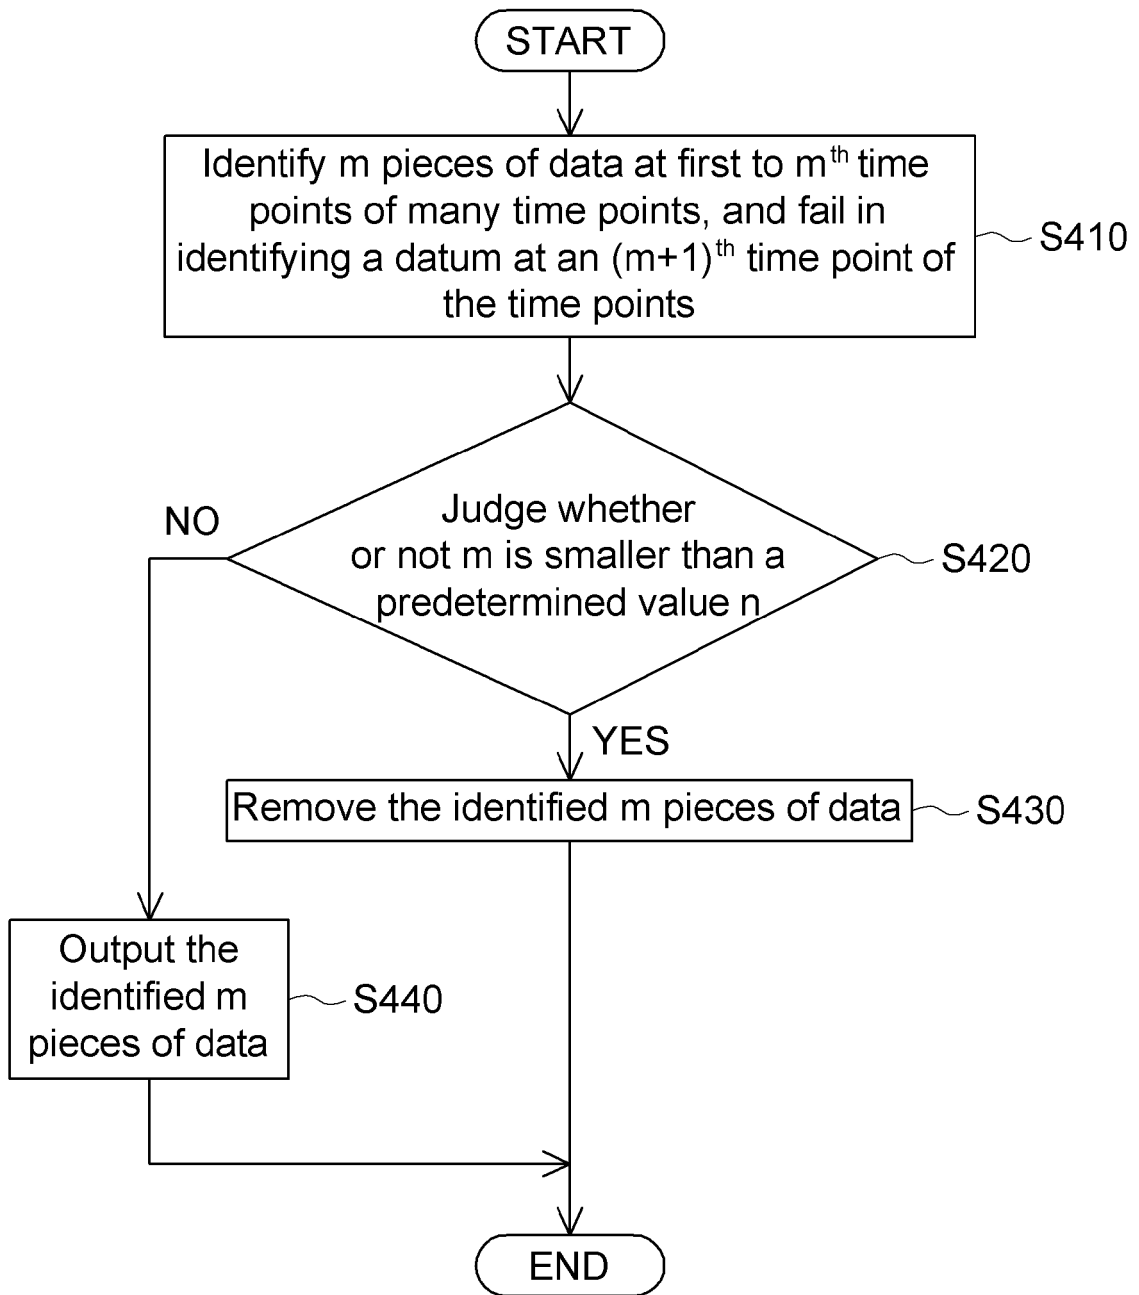 START
Identify m pieces of data at first to mth time
points of many time points, and fail in
identifying a datum at an (m+1)th time point of
the time points
S410
Judge whether
or not m is smaller than a
predetermined value n
S420
NO
YES
Remove the identified m pieces of data
S430
Output the
identified m
pieces of data
S440
END